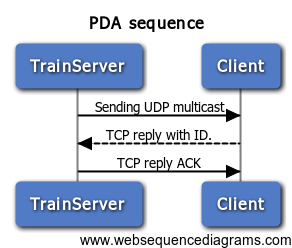 PDA sequence
TrainServer
Client
Sending UDP multicast
TCP reply with ID.
TCP reply ACK
TrainServer
Client
www.websequencediagrams.com